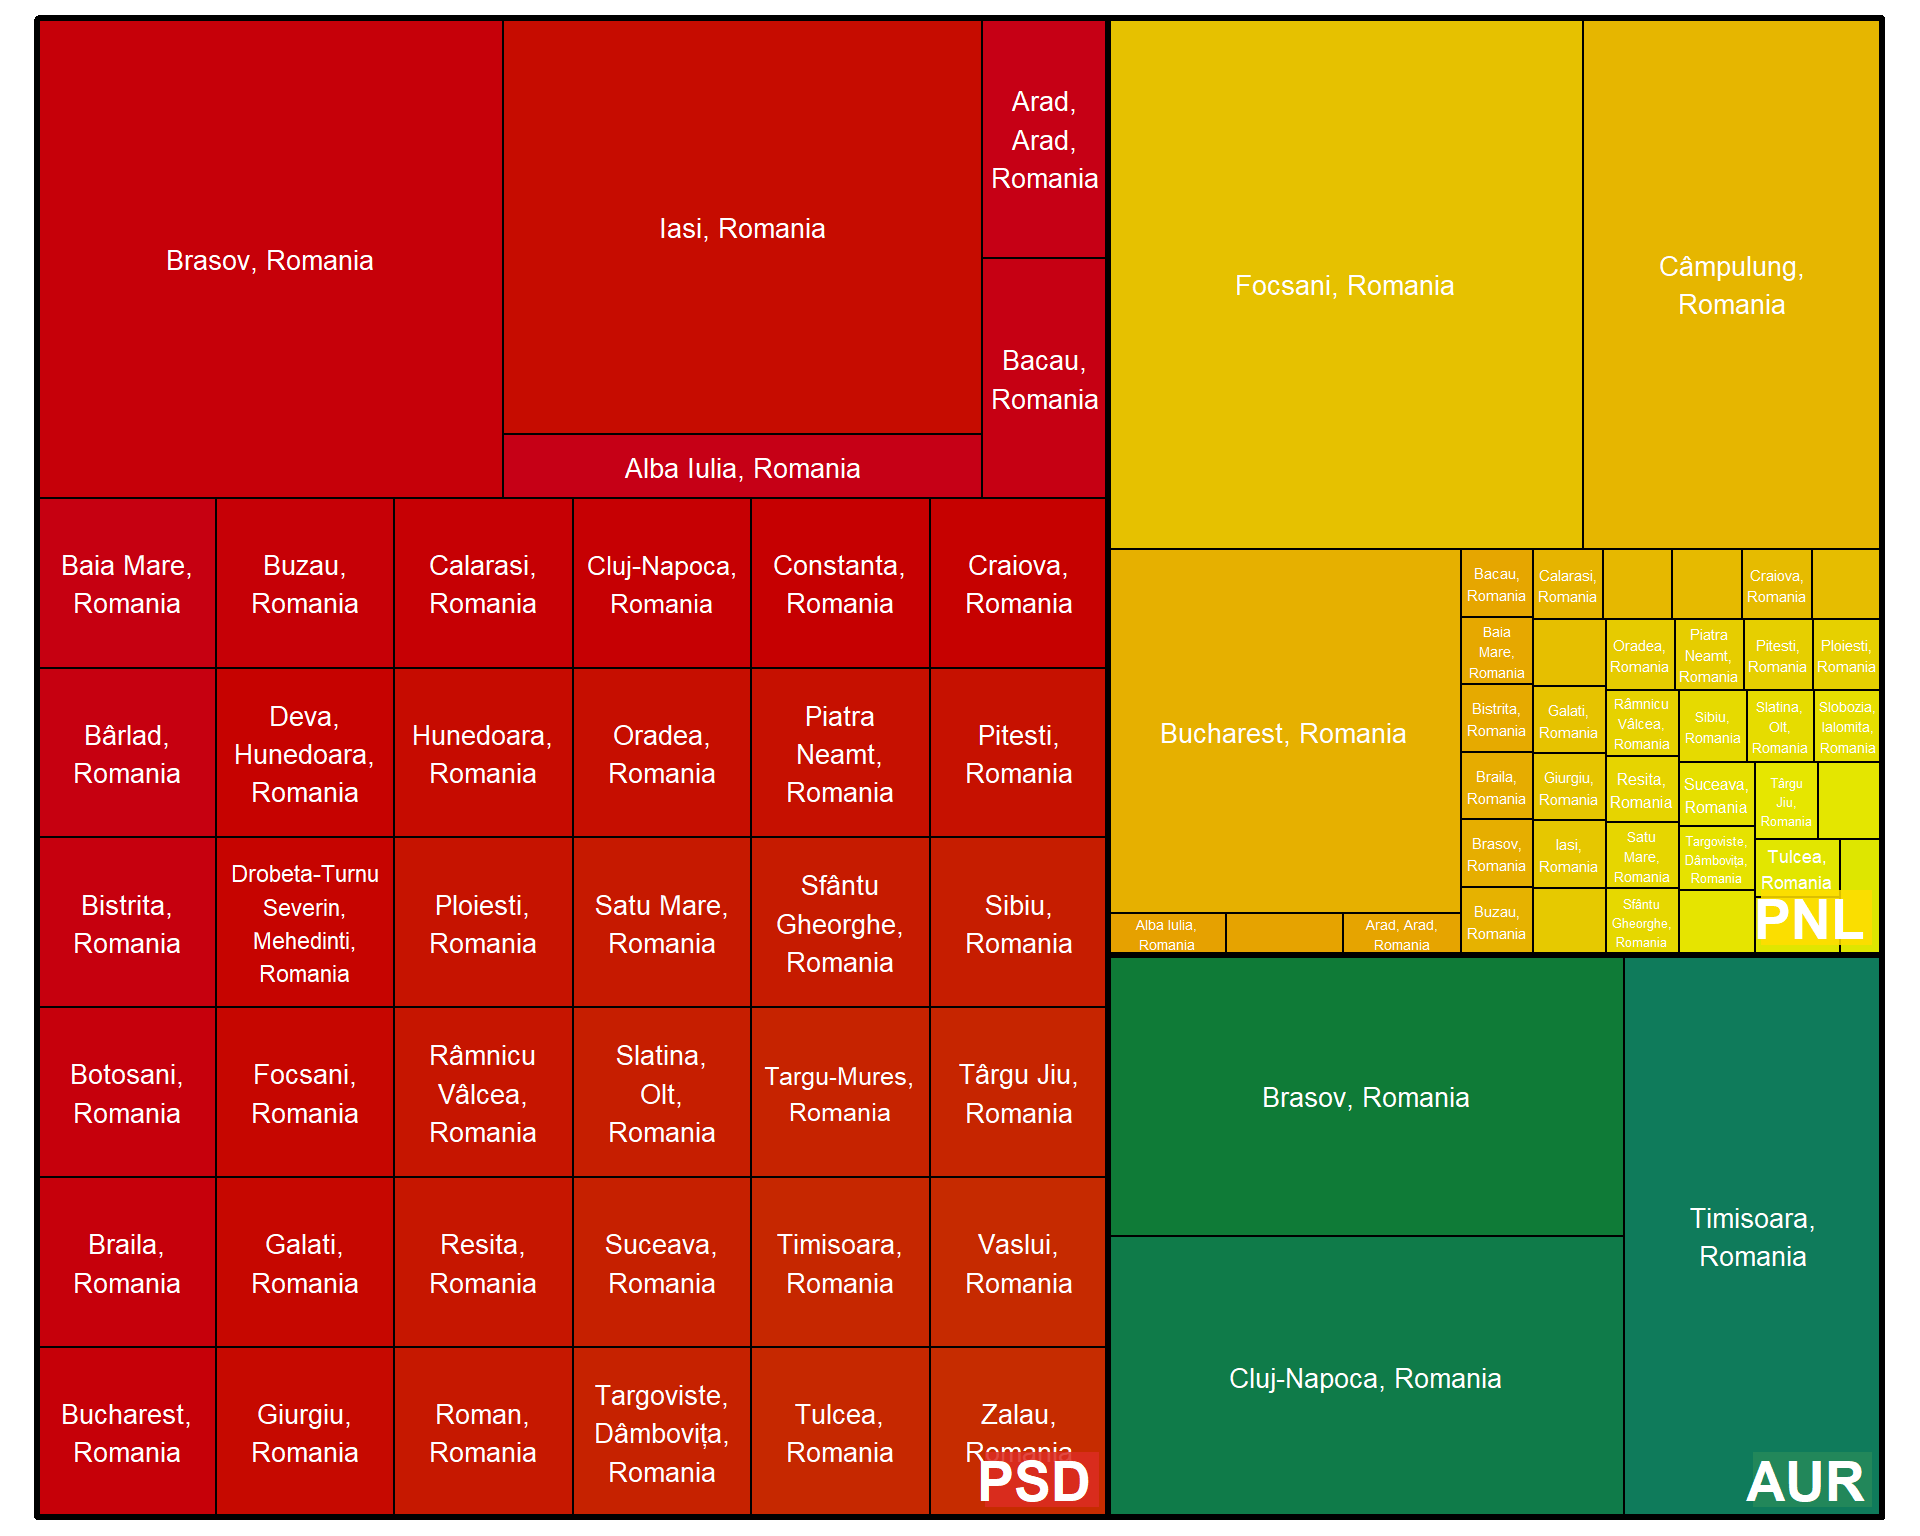 Brasov, Romania
Iasi, Romania
Arad,
Arad,
Romania
Bacau,
Romania
Alba Iulia, Romania
Baia Mare,
Romania
Buzau,
Romania
Calarasi,
Romania
Cluj-Napoca,
Romania
Constanta,
Romania
Craiova,
Romania
Bârlad,
Romania
Deva,
Hunedoara,
Romania
Hunedoara,
Romania
Oradea,
Romania
Piatra
Neamt,
Romania
Pitesti,
Romania
Bistrita,
Romania
Drobeta-Turnu
Severin,
Mehedinti,
Romania
Ploiesti,
Romania
Satu Mare,
Romania
Sfântu
Gheorghe,
Romania
Sibiu,
Romania
Botosani,
Romania
Focsani,
Romania
Râmnicu
Vâlcea,
Romania
Slatina,
Olt,
Romania
Targu-Mures,
Romania
Târgu Jiu,
Romania
Braila,
Romania
Galati,
Romania
Resita,
Romania
Suceava,
Romania
Timisoara,
Romania
Vaslui,
Romania
Bucharest,
Romania
Giurgiu,
Romania
Roman,
Romania
Targoviste,
Dâmbovița,
Romania
Tulcea,
Romania
Zalau,
Romania
PSD
Focsani, Romania
Câmpulung,
Romania
Bucharest, Romania
Alba Iulia,
Romania
Arad, Arad,
Romania
Bacau,
Romania
Baia
Mare,
Romania
Bistrita,
Romania
Braila,
Romania
Brasov,
Romania
Buzau,
Romania
Calarasi,
Romania
Craiova,
Romania
Galati,
Romania
Giurgiu,
Romania
Iasi,
Romania
Oradea,
Romania
Piatra
Neamt,
Romania
Pitesti,
Romania
Ploiesti,
Romania
Râmnicu
Vâlcea,
Romania
Resita,
Romania
Satu
Mare,
Romania
Sfântu
Gheorghe,
Romania
Sibiu,
Romania
Slatina,
Olt,
Romania
Slobozia,
Ialomita,
Romania
Suceava,
Romania
Targoviste,
Dâmbovița,
Romania
Târgu
Jiu,
Romania
Tulcea,
Romania
PNL
Brasov, Romania
Cluj-Napoca, Romania
Timisoara,
Romania
AUR